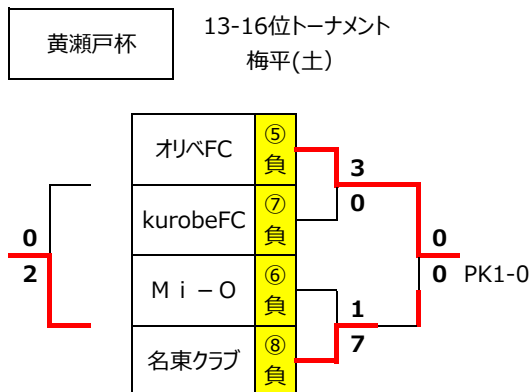 黄瀬戸杯
13-16位トーナメント
梅平(土)
オリベFC ⑤負
kurobeFC ⑦負
Ｍｉ－Ｏ ⑥負
名東クラブ ⑧負
3
0
0
2
0
0 PK1-0
1
7